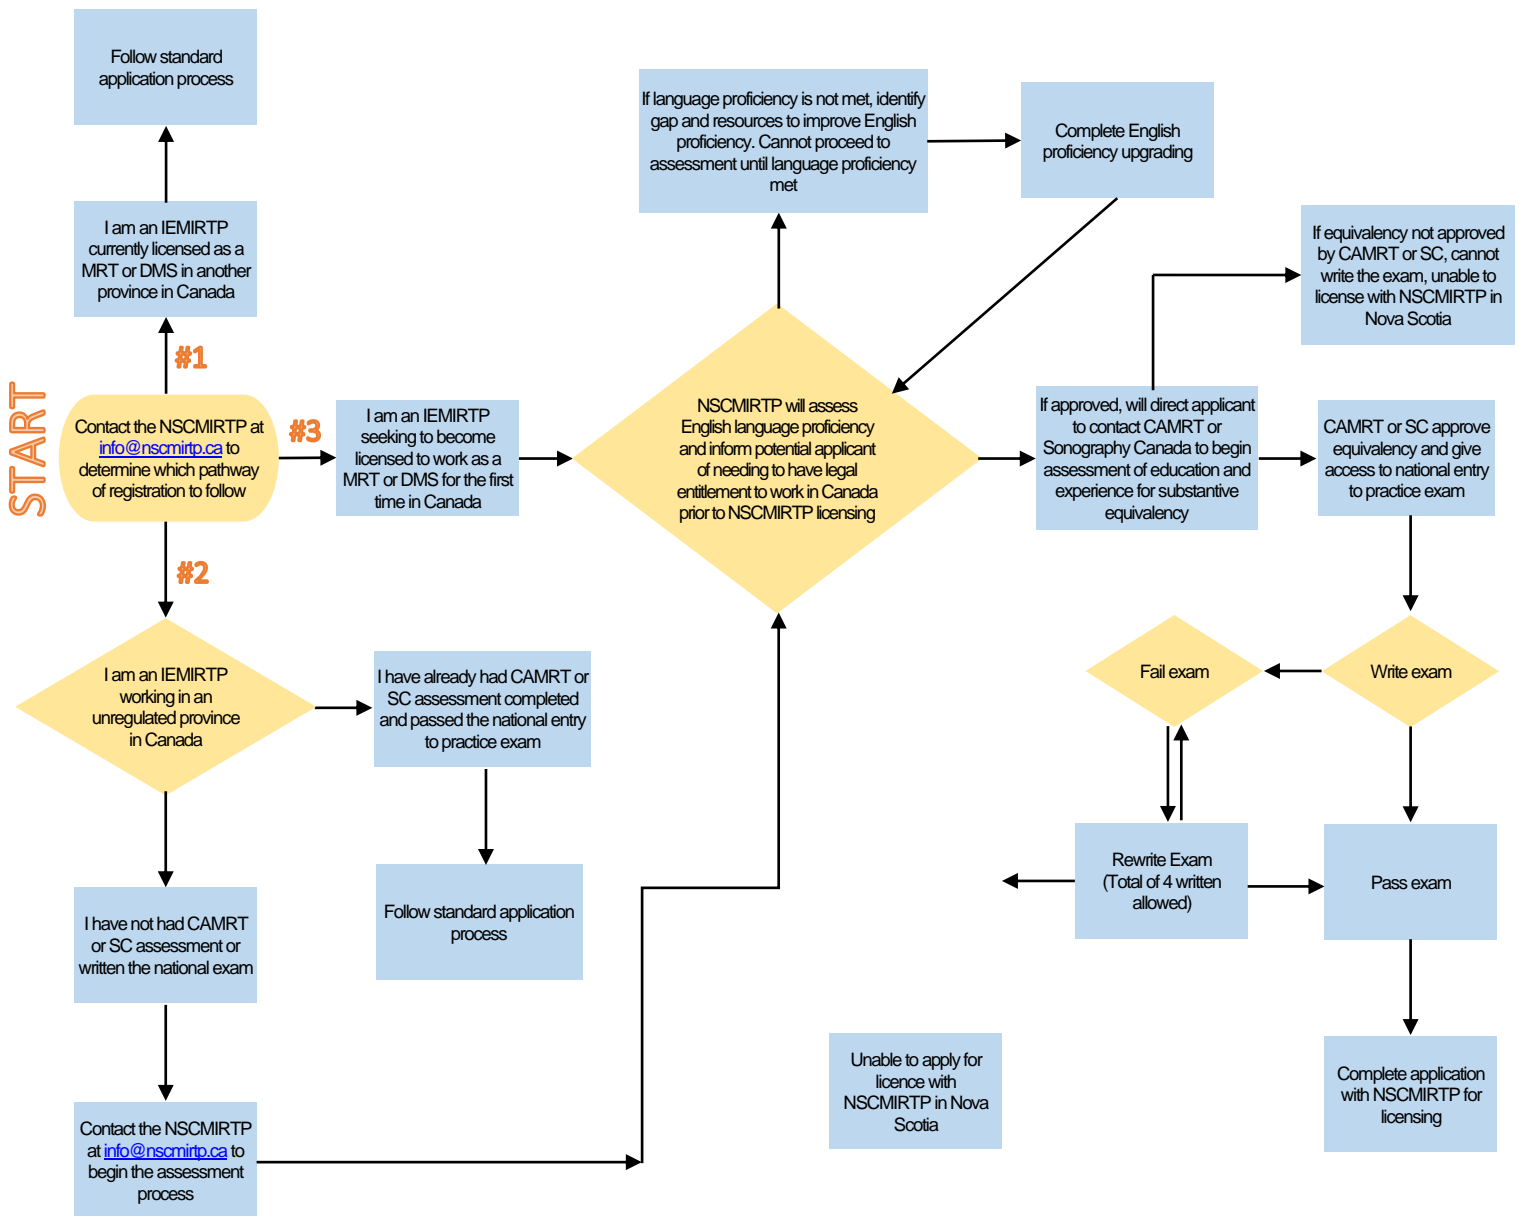 Follow standard
application process
If language proficiency is not met, identify
gap and resources to improve English
proficiency. Cannot proceed to
assessment until language proficiency
met
Complete English
proficiency upgrading
I am an IEMIRTP
currently licensed as a
MRT or DMS in another
province in Canada
If equivalency not approved
by CAMRT or SC, cannot
write the exam, unable to
license with NSCMIRTP in
Nova Scotia
#1
START
Contact the NSCMIRTP at
info@nscmirtp.ca to
determine which pathway
of registration to follow
#3
I am an IEMIRTP
seeking to become
licensed to work as a
MRT or DMS for the first
time in Canada
NSCMIRTP will assess
English language proficiency
and inform potential applicant
of needing to have legal
entitlement to work in Canada
prior to NSCMIRTP licensing
If approved, will direct applicant
to contact CAMRT or
Sonography Canada to begin
assessment of education and
experience for substantive
equivalency
CAMRT or SC approve
equivalency and give
access to national entry
to practice exam
#2
I am an IEMIRTP
working in an
unregulated province
in Canada
I have already had CAMRT or
SC assessment completed
and passed the national entry
to practice exam
Fail exam
Write exam
Rewrite Exam
(Total of 4 written
allowed)
Pass exam
I have not had CAMRT
or SC assessment or
written the national exam
Follow standard application
process
Unable to apply for
licence with
NSCMIRTP in Nova
Scotia
Complete application
with NSCMIRTP for
licensing
Contact the NSCMIRTP
at info@nscmirtp.ca to
begin the assessment
process